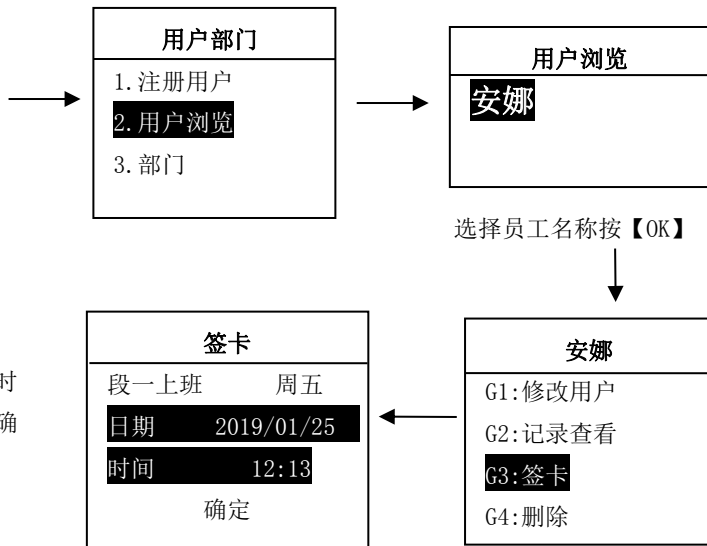 用户部门
1.注册用户
2.用户浏览
3.部门
用户浏览
安娜
选择员工名称按【OK】
安娜
G1:修改用户
G2:记录查看
G3:签卡
G4:删除
签卡
段一上班 周五
日期 2019/01/25
时间 12:13
确定
时
确